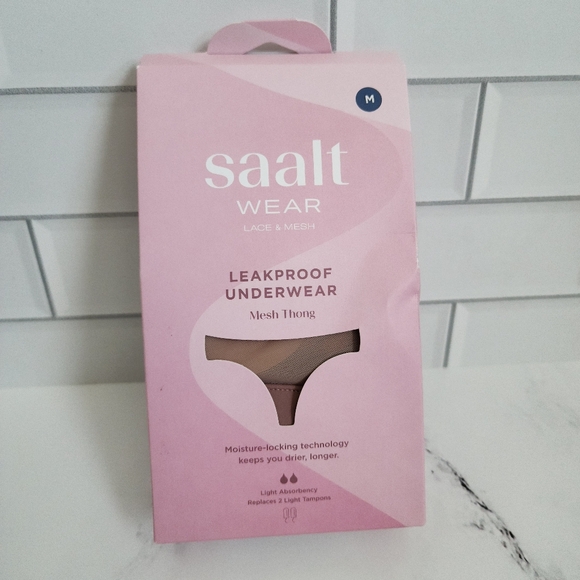 M
saalt
WEAR
LACE & MESH
LEAKPROOF
UNDERWEAR
Mesh Thong
Moisture-locking technology
keeps you drier, longer.
Light Absorbency
Replaces 2 Light Tampons